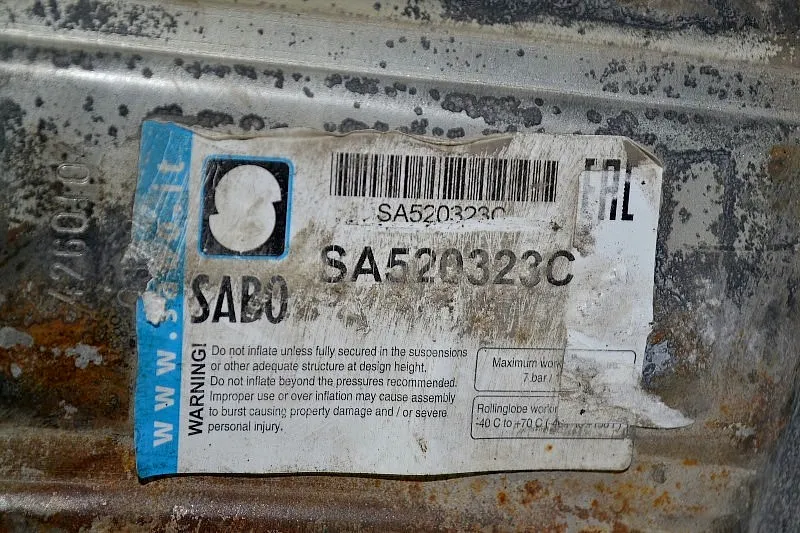 SA520323C
EAC
SA520323C
SABO
WARNING!
Do not inflate unless fully secured in the suspensions
or other adequate structure at design height.
Do not inflate beyond the pressures recommended.
Improper use or over inflation may cause assembly
to burst causing property damage and / or severe
personal injury.
Maximum
7 bar /
Rollinglobe
-40 C to +70 C